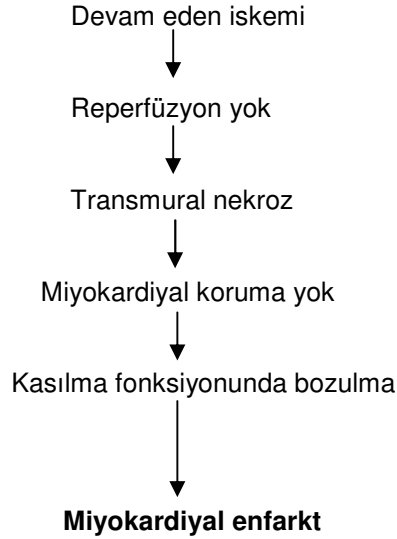 Devam eden iskemi
Reperfüzyon yok
Transmural nekroz
Miyokardiyal koruma yok
Kasılma fonksiyonunda bozulma
Miyokardiyal enfarkt